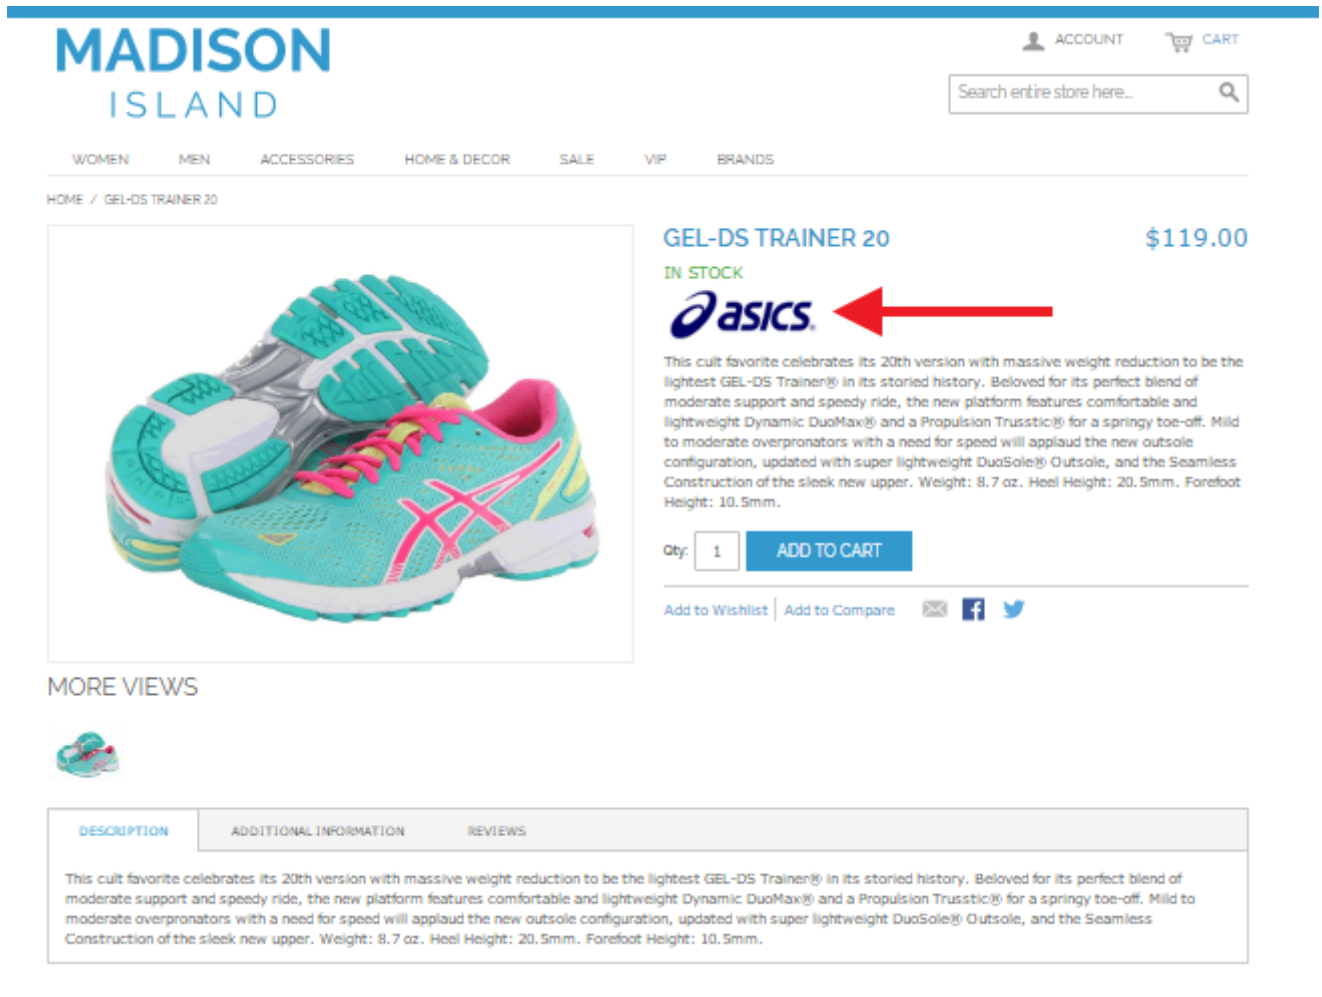 MADISON
ISLAND
ACCOUNT
CART
Search entire store here...
WOMEN MEN ACCESSORIES HOME & DECOR SALE VIP BRANDS
HOME / GEL-DS TRAINER 20
GEL-DS TRAINER 20
$119.00
IN STOCK
asics
This cult favorite celebrates its 20th version with massive weight reduction to be the
lightest GEL-DS Trainer® in its storied history. Beloved for its perfect blend of
moderate support and speedy ride, the new platform features comfortable and
lightweight Dynamic DuoMax® and a Propulsion Trusstic® for a springy toe-off. Mild
to moderate overpronators with a need for speed will applaud the new outsole
configuration, updated with super lightweight DuoSole® Outsole, and the Seamless
Construction of the sleek new upper. Weight: 8.7 oz. Heel Height: 20.5mm. Forefoot
Height: 10.5mm.
Qty: 1 ADD TO CART
Add to Wishlist | Add to Compare
MORE VIEWS
DESCRIPTION ADDITIONAL INFORMATION REVIEWS
This cult favorite celebrates its 20th version with massive weight reduction to be the lightest GEL-DS Trainer® in its storied history. Beloved for its perfect blend of
moderate support and speedy ride, the new platform features comfortable and lightweight Dynamic DuoMax® and a Propulsion Trusstic® for a springy toe-off. Mild to
moderate overpronators with a need for speed will applaud the new outsole configuration, updated with super lightweight DuoSole® Outsole, and the Seamless
Construction of the sleek new upper. Weight: 8.7 oz. Heel Height: 20.5mm. Forefoot Height: 10.5mm.